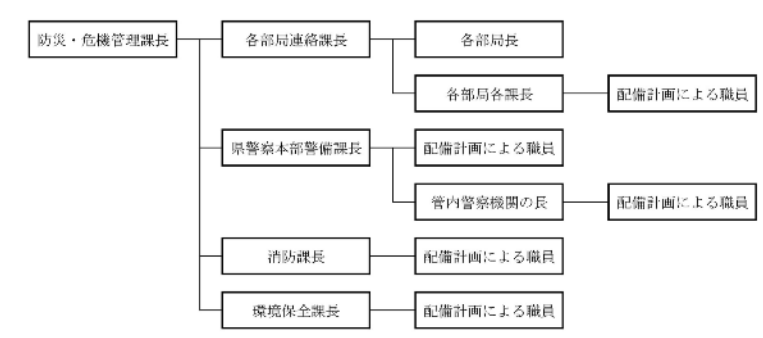 防災・危機管理課長
各部局連絡課長
各部局長
各部局各課長
配備計画による職員
県警察本部警備課長
配備計画による職員
管内警察機関の長
配備計画による職員
消防課長
配備計画による職員
環境保全課長
配備計画による職員